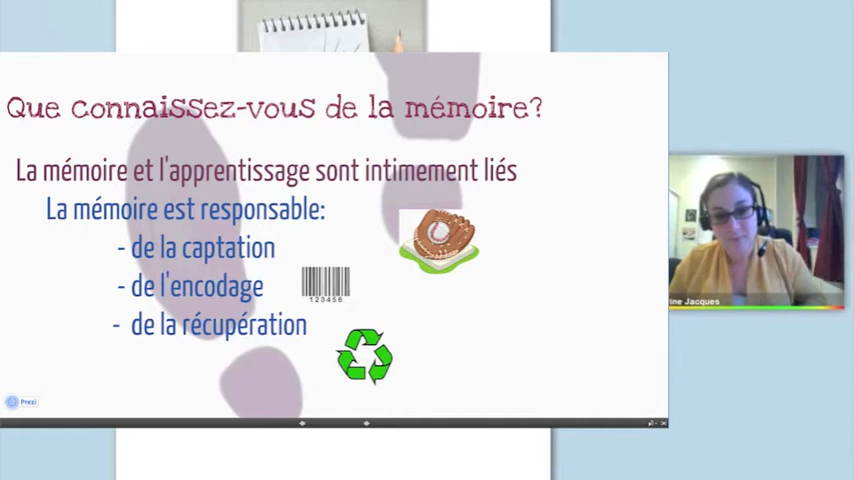 Que connaissez-vous de la mémoire?
La mémoire et l'apprentissage sont intimement liés
La mémoire est responsable:
- de la captation
- de l'encodage
123456
- de la récupération
Prezi
ine Jacques